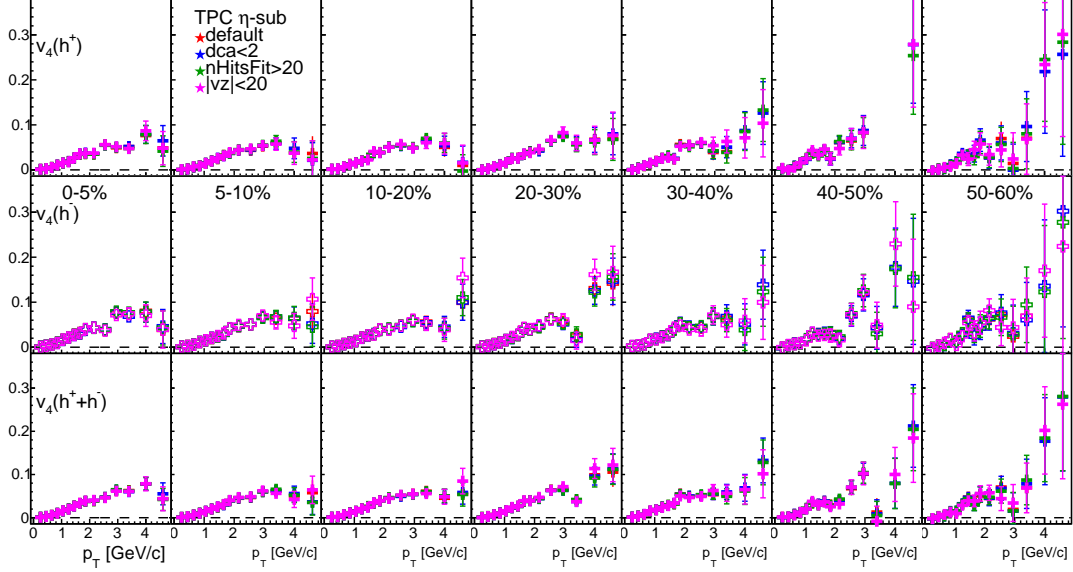 TPC η-sub
default
dca<2
nHitsFit>20
|vz|<20
v4(h+)
0.3
0.2
0.1
0
0-5% 5-10% 10-20% 20-30% 30-40% 40-50% 50-60%
v4(h-)
0.3
0.2
0.1
0
v4(h++h-)
0.3
0.2
0.1
0
0 1 2 3 4 0 1 2 3 4 0 1 2 3 4 0 1 2 3 4 0 1 2 3 4 0 1 2 3 4 0 1 2 3 4
pT [GeV/c] pT [GeV/c] pT [GeV/c] pT [GeV/c] pT [GeV/c] pT [GeV/c] pT [GeV/c]